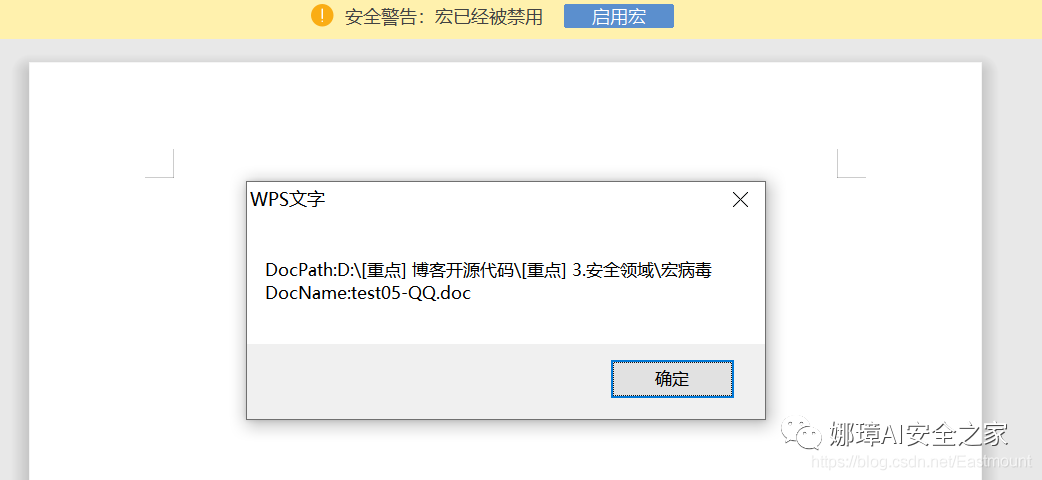 安全警告：宏已经被禁用 启用宏
WPS文字
DocPath:D:\[重点] 博客开源代码\[重点] 3.安全领域\宏病毒
DocName:test05-QQ.doc
确定
娜璋AI安全之家
https://blog.csdn.net/Eastmount